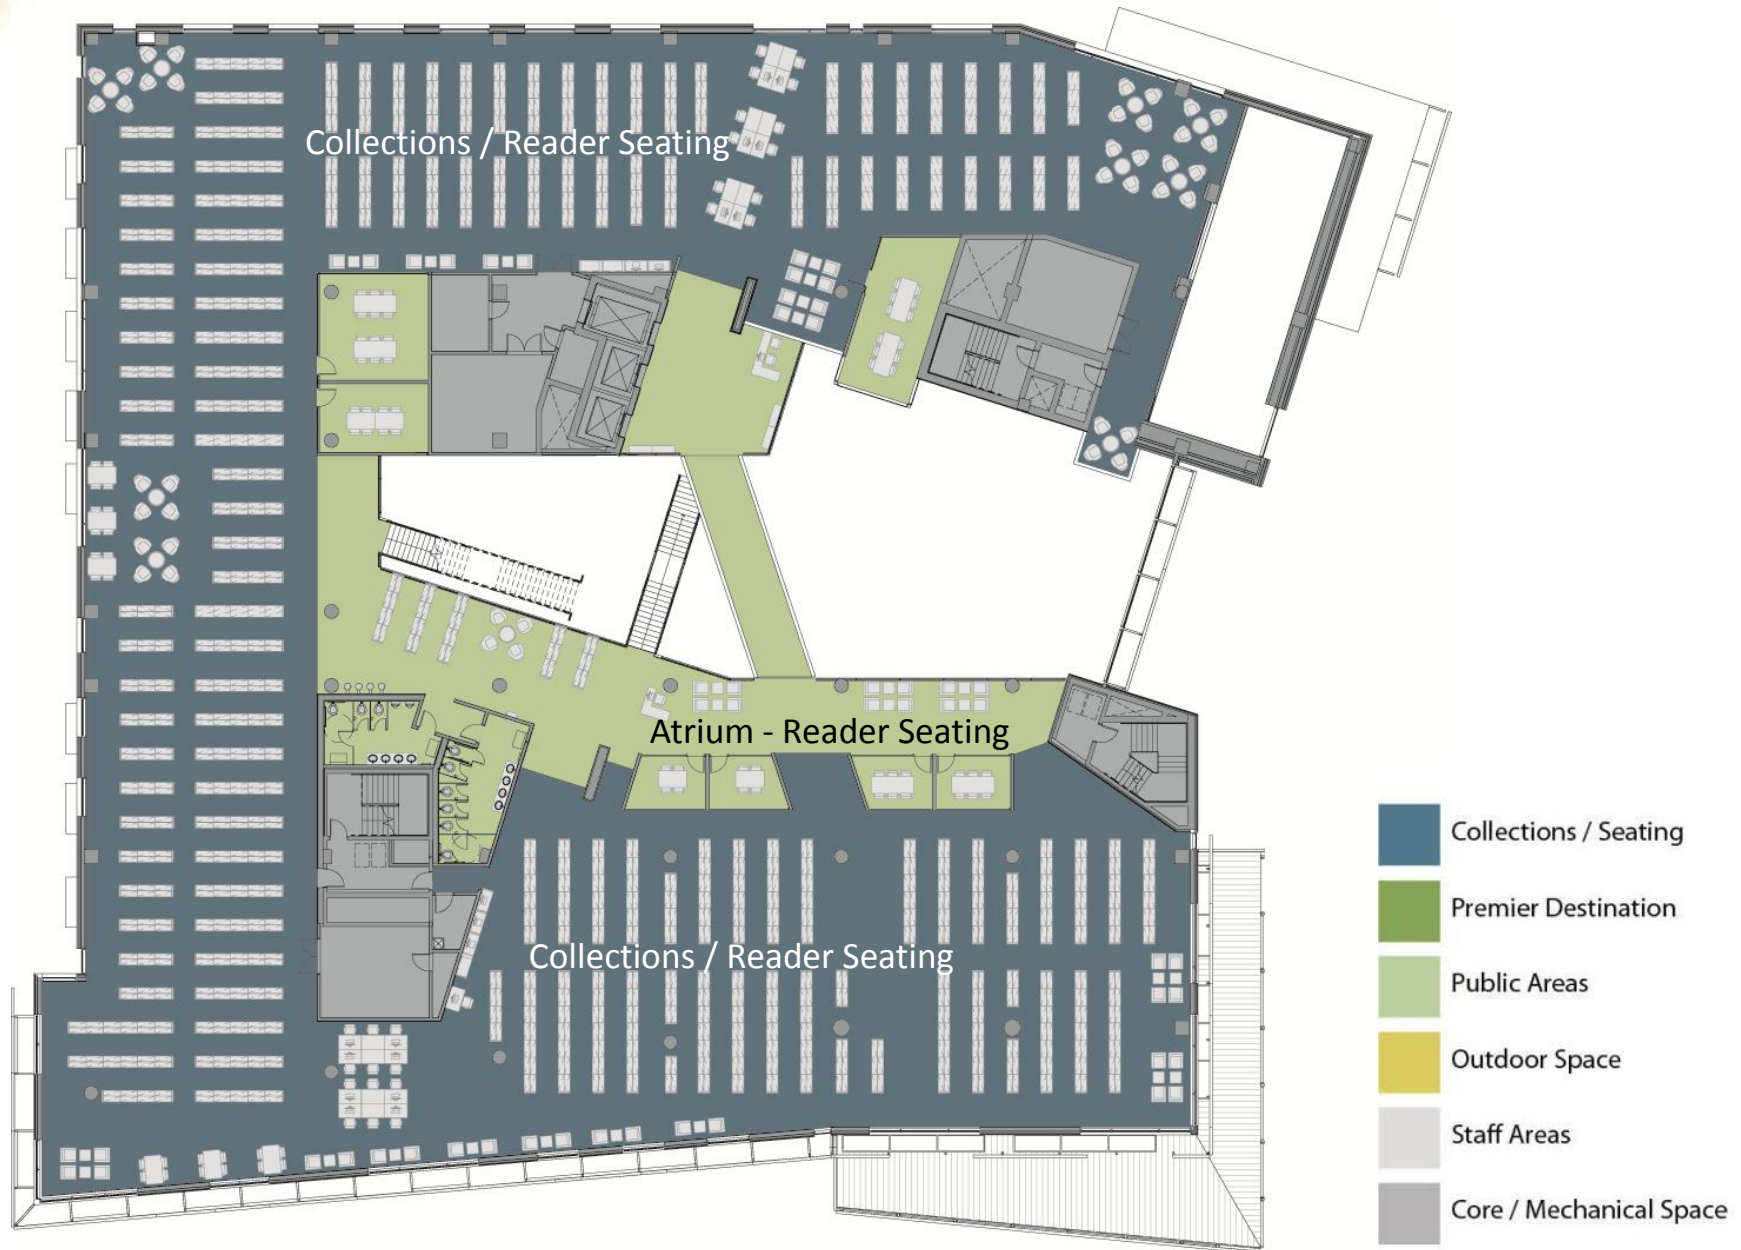 Collections / Reader Seating
Atrium - Reader Seating
Collections / Reader Seating
Collections / Seating
Premier Destination
Public Areas
Outdoor Space
Staff Areas
Core / Mechanical Space